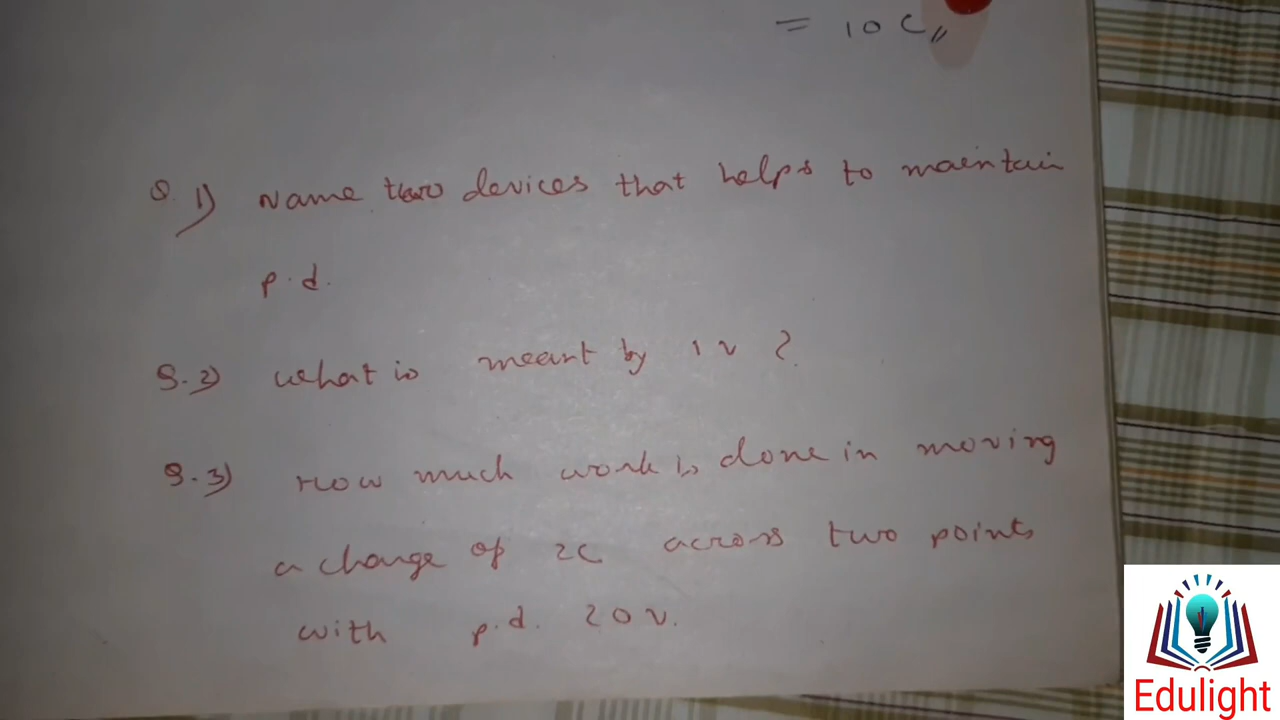 = 10 C,,
Q.1) Name two devices that helps to maintain
p.d.
Q.2) What is meant by 1 V ?
Q.3) How much work is done in moving
a charge of 2C across two points
with p.d. 20 V.
Edulight